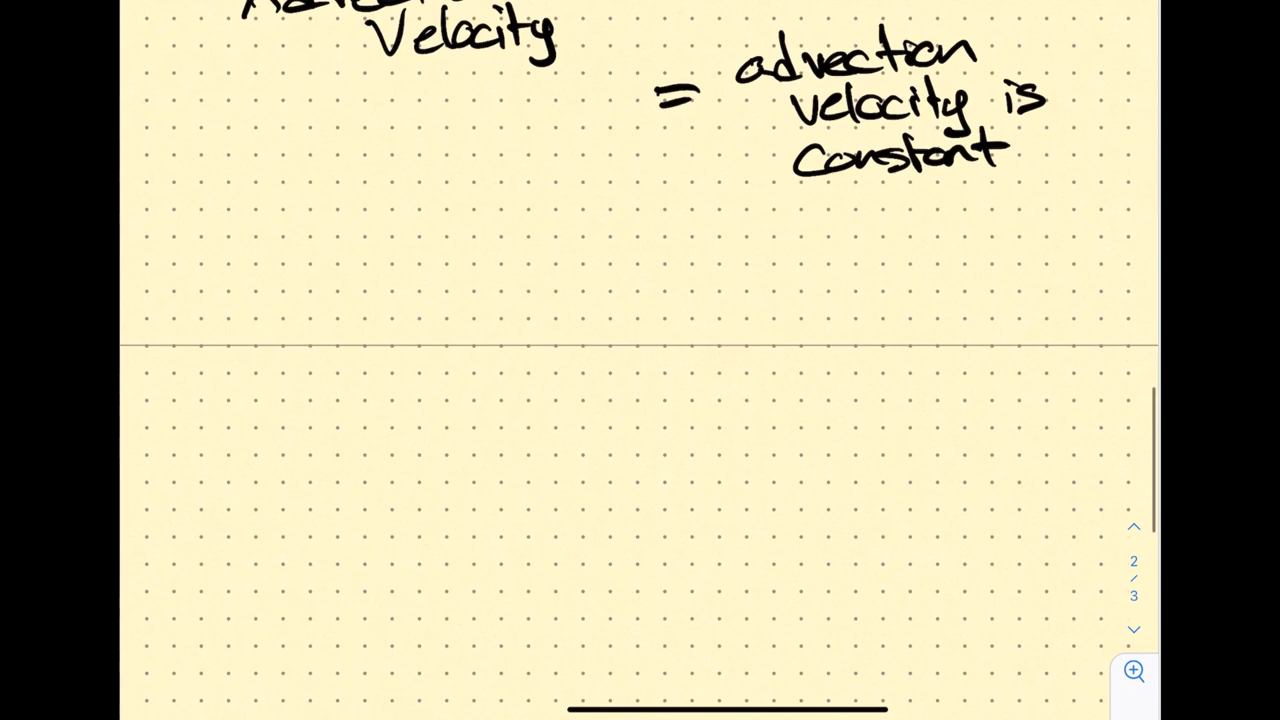 Velocity
= advection
velocity is
constant
2
/
3